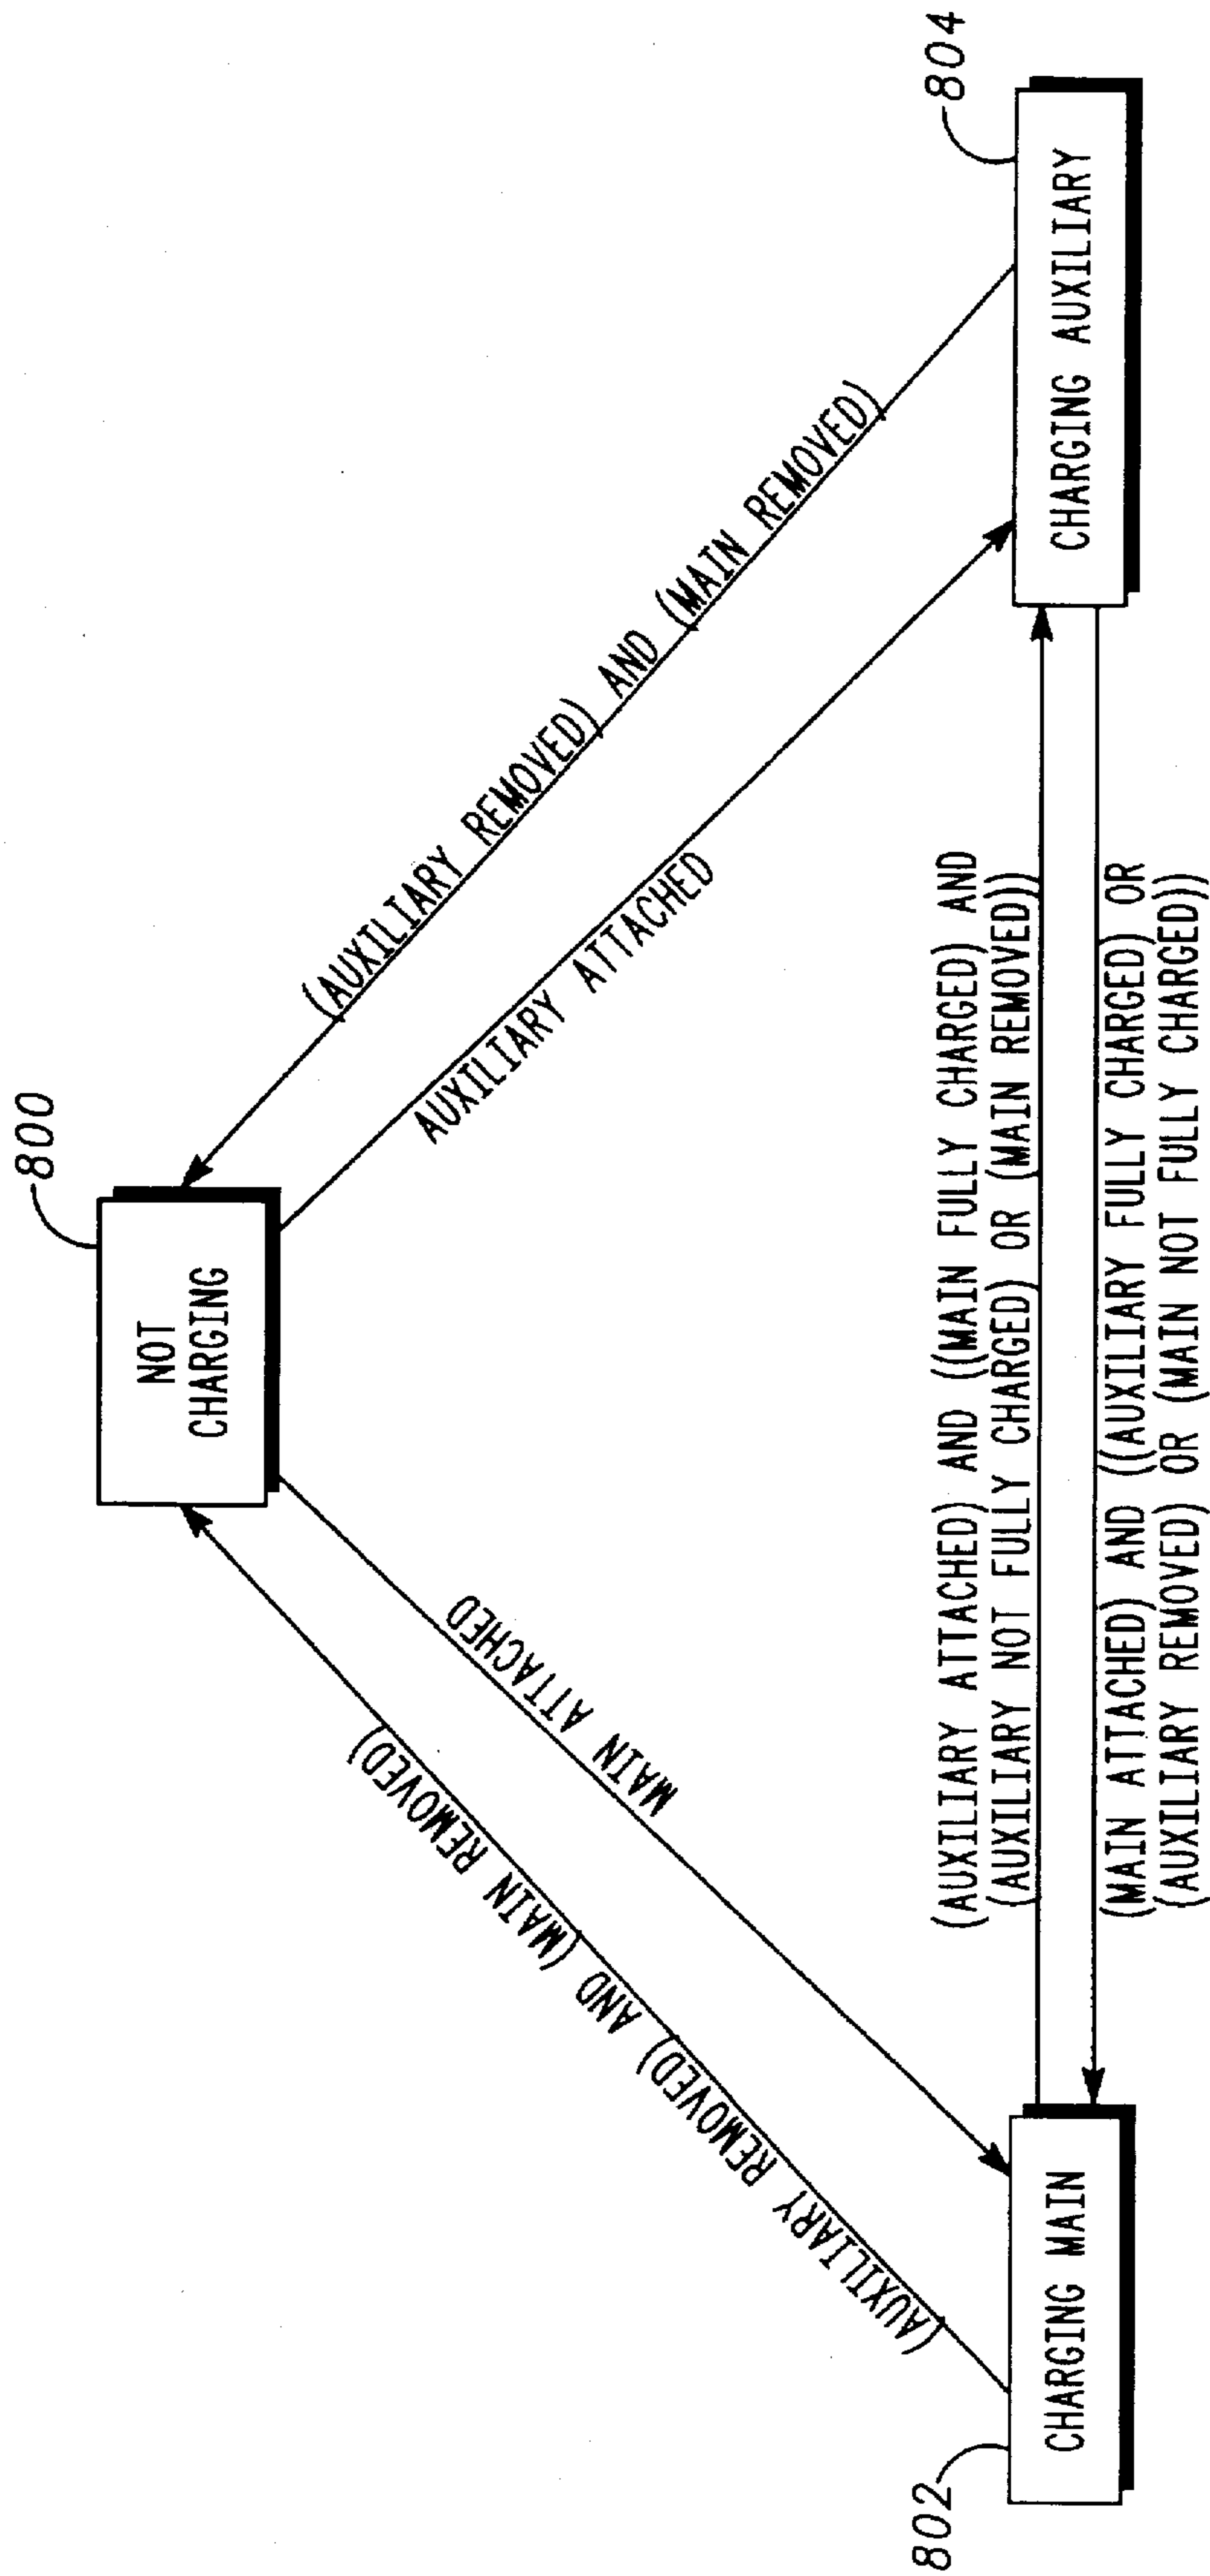 800
NOT
CHARGING
(AUXILIARY REMOVED) AND (MAIN REMOVED)
MAIN ATTACHED
(AUXILIARY REMOVED) AND (MAIN REMOVED)
AUXILIARY ATTACHED
(AUXILIARY ATTACHED) AND ((MAIN FULLY CHARGED) AND
(AUXILIARY NOT FULLY CHARGED) OR (MAIN REMOVED))
802
CHARGING MAIN
804
CHARGING AUXILIARY
(MAIN ATTACHED) AND ((AUXILIARY FULLY CHARGED) OR
(AUXILIARY REMOVED) OR (MAIN NOT FULLY CHARGED))